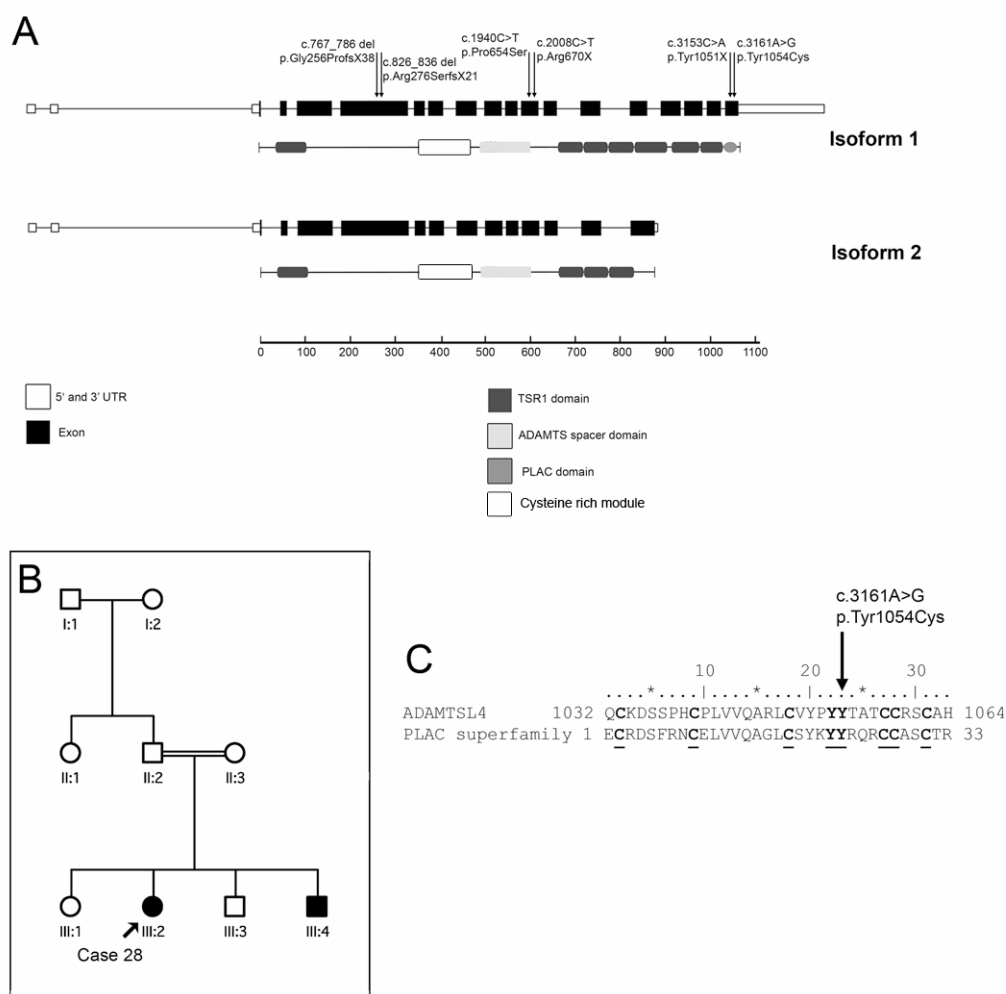 A
c.767_786 del
p.Gly256ProfsX38
c.826_836 del
p.Arg276SerfsX21
c.1940C>T
p.Pro654Ser
c.2008C>T
p.Arg670X
c.3153C>A
p.Tyr1051X
c.3161A>G
p.Tyr1054Cys
Isoform 1
Isoform 2
0 100 200 300 400 500 600 700 800 900 1000 1100
5' and 3' UTR
Exon
TSR1 domain
ADAMTS spacer domain
PLAC domain
Cysteine rich module
B
I:1 I:2
II:1 II:2 II:3
III:1 III:2 III:3 III:4
Case 28
C
c.3161A>G
p.Tyr1054Cys
10 20 30
. . . . * . . . . . . . . . * . . . . . . . . . * . . . . . . . .
ADAMTSL4 1032 QCKDSSPHCPLVVQARLCVYPYYTATCCRSCAH 1064
PLAC superfamily 1 ECRDSFRNCELVVQAGLCSYKYYRQRCCASCTR 33